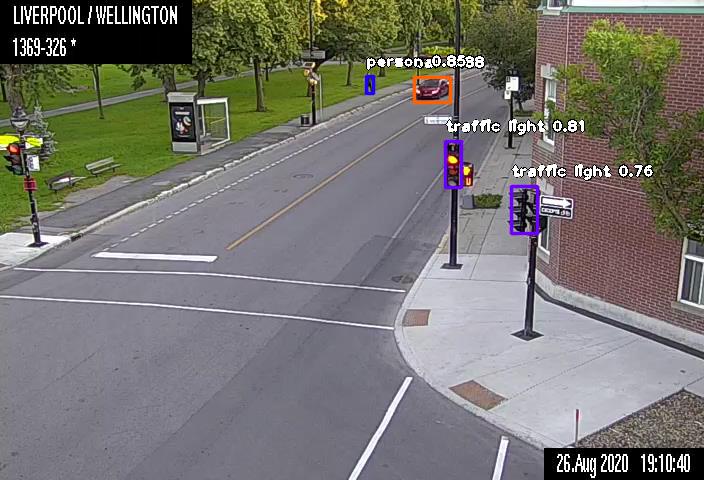 LIVERPOOL / WELLINGTON
1369-326 *
person 0.85
traffic light 0.81
traffic light 0.76
26.Aug 2020 19:10:40